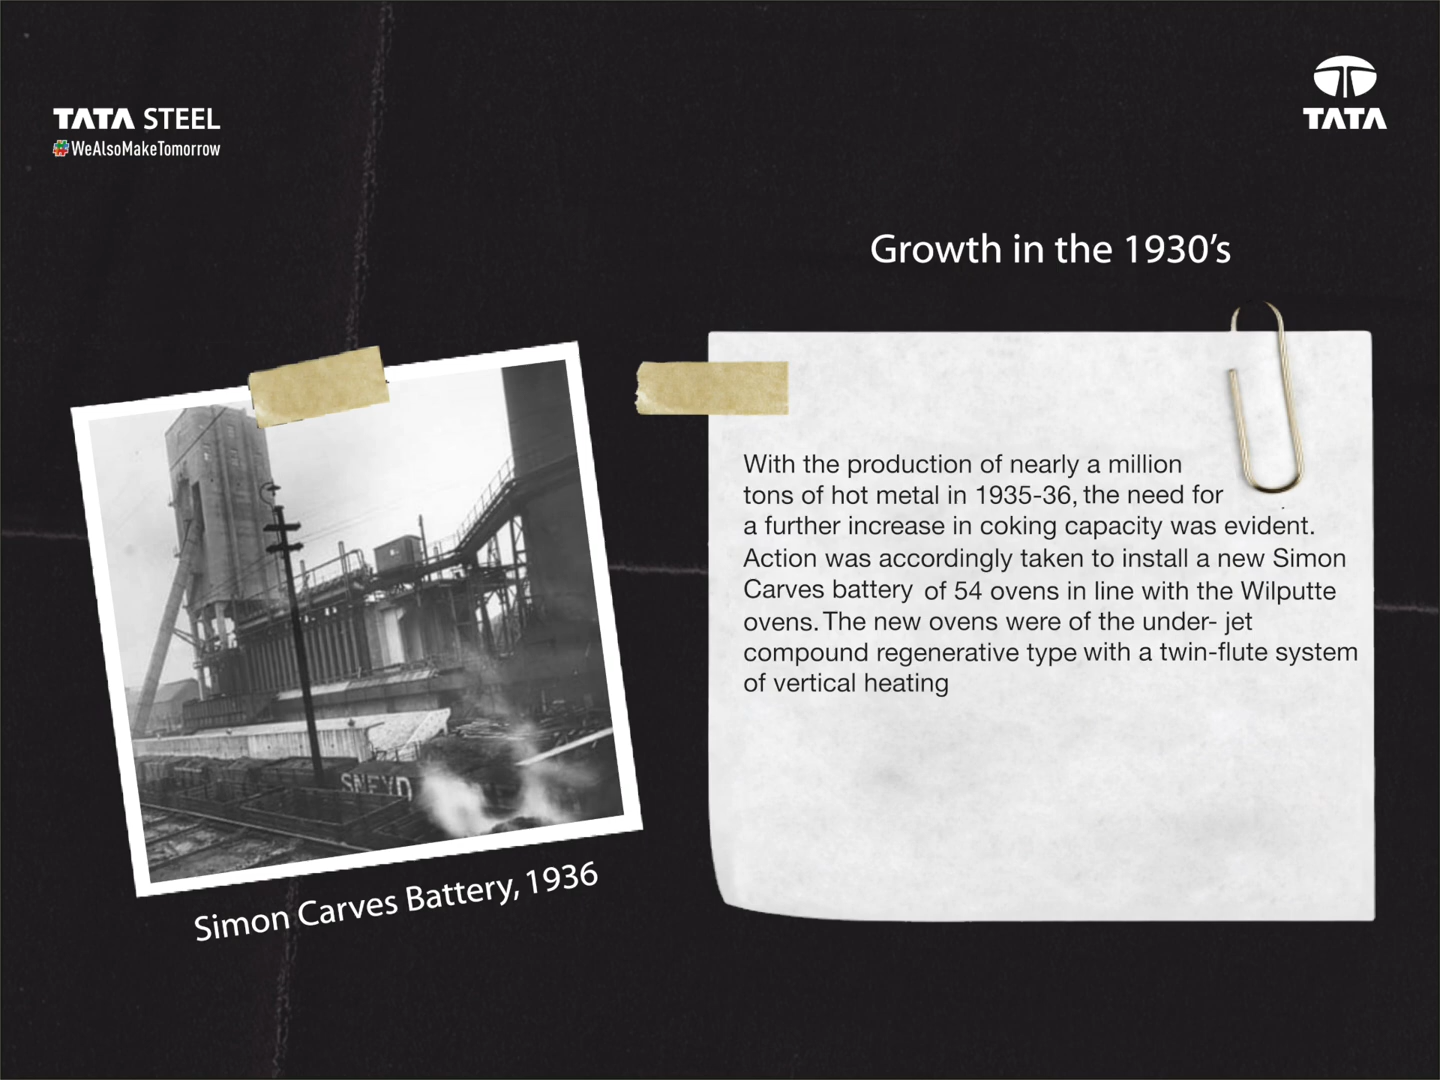 TATA STEEL
#WeAlsoMakeTomorrow
TATA
Growth in the 1930’s
With the production of nearly a million
tons of hot metal in 1935-36, the need for
a further increase in coking capacity was evident.
Action was accordingly taken to install a new Simon
Carves battery of 54 ovens in line with the Wilputte
ovens. The new ovens were of the under- jet
compound regenerative type with a twin-flute system
of vertical heating
SNEYD
Simon Carves Battery, 1936